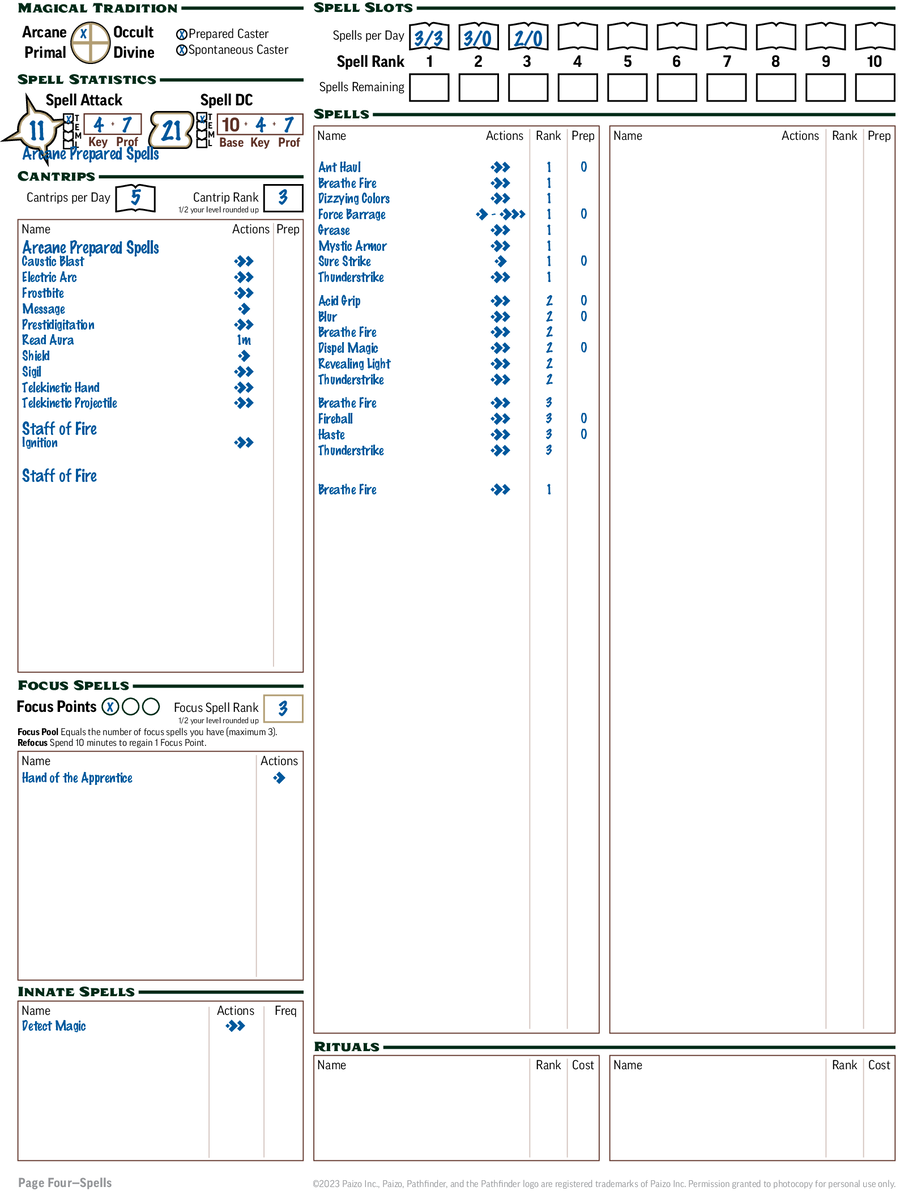 MAGICAL TRADITION
Arcane X Occult
Primal Divine
X Prepared Caster
X Spontaneous Caster
SPELL STATISTICS
Spell Attack Spell DC
11 X T E M L 4 · 7 21 X T E M L 10 · 4 · 7
Key Prof Base Key Prof
Arcane Prepared Spells
CANTRIPS
Cantrips per Day 5 Cantrip Rank 3
1/2 your level rounded up
Name Actions Prep
Arcane Prepared Spells
Caustic Blast
Electric Arc
Frostbite
Message
Prestidigitation
Read Aura 1m
Shield
Sigil
Telekinetic Hand
Telekinetic Projectile
Staff of Fire
Ignition
Staff of Fire
FOCUS SPELLS
Focus Points X Focus Spell Rank 3
1/2 your level rounded up
Focus Pool Equals the number of focus spells you have (maximum 3).
Refocus Spend 10 minutes to regain 1 Focus Point.
Name Actions
Hand of the Apprentice
INNATE SPELLS
Name Actions Freq
Detect Magic
SPELL SLOTS
Spells per Day 3/3 3/0 2/0
Spell Rank 1 2 3 4 5 6 7 8 9 10
Spells Remaining
SPELLS
Name Actions Rank Prep
Ant Haul 1 0
Breathe Fire 1
Dizzying Colors 1
Force Barrage - 1 0
Grease 1
Mystic Armor 1
Sure Strike 1 0
Thunderstrike 1
Acid Grip 2 0
Blur 2 0
Breathe Fire 2
Dispel Magic 2 0
Revealing Light 2
Thunderstrike 2
Breathe Fire 3
Fireball 3 0
Haste 3 0
Thunderstrike 3
Breathe Fire 1
Name Actions Rank Prep
RITUALS
Name Rank Cost
Name Rank Cost
Page Four—Spells
©2023 Paizo Inc., Paizo, Pathfinder, and the Pathfinder logo are registered trademarks of Paizo Inc. Permission granted to photocopy for personal use only.